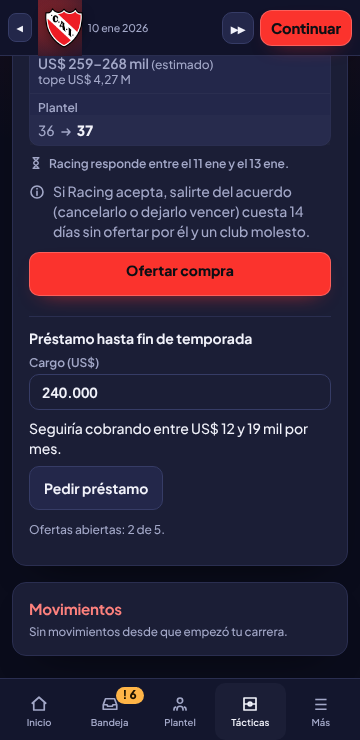 ◄
C.A.I.
10 ene 2026
►►
Continuar
US$ 259–268 mil (estimado)
tope US$ 4,27 M
Plantel
36 → 37
Racing responde entre el 11 ene y el 13 ene.
Si Racing acepta, salirte del acuerdo
(cancelarlo o dejarlo vencer) cuesta 14
días sin ofertar por él y un club molesto.
Ofertar compra
Préstamo hasta fin de temporada
Cargo (US$)
240.000
Seguiría cobrando entre US$ 12 y 19 mil por
mes.
Pedir préstamo
Ofertas abiertas: 2 de 5.
Movimientos
Sin movimientos desde que empezó tu carrera.
! 6
Inicio
Bandeja
Plantel
Tácticas
Más